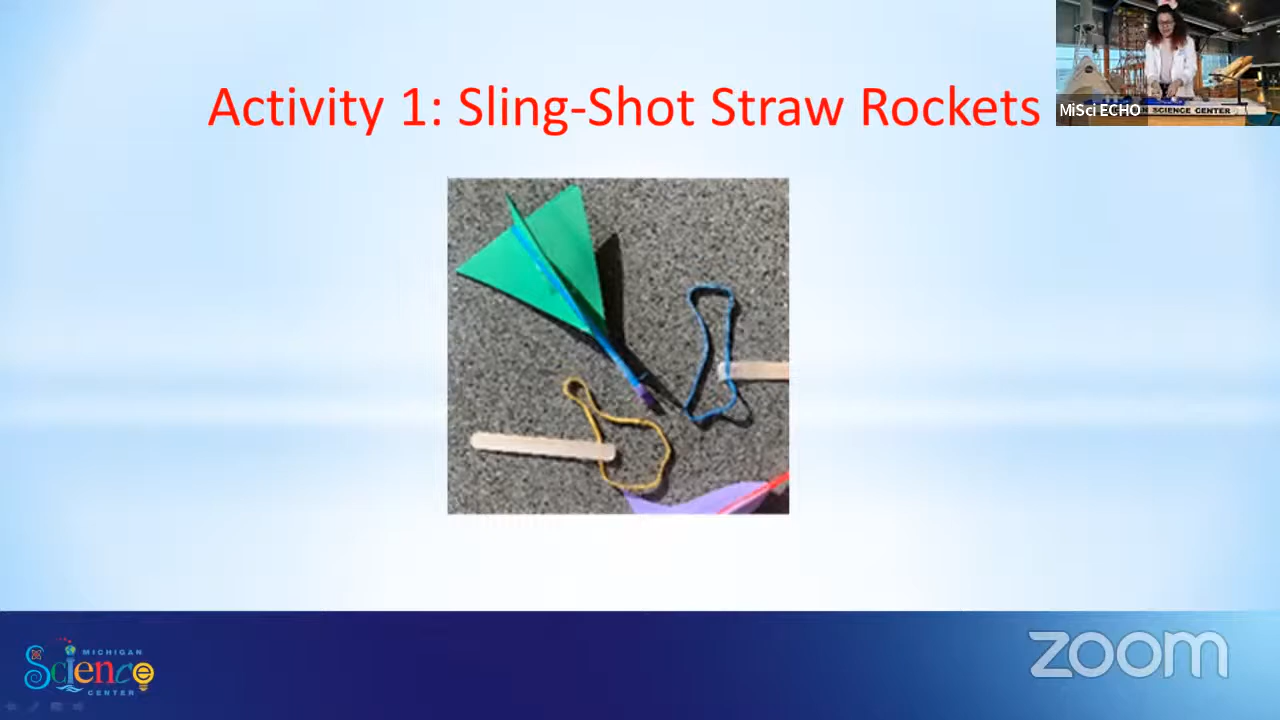 Activity 1: Sling-Shot Straw Rockets
MiSci ECHO
N SCIENCE CENTER
MICHIGAN
Science
CENTER
zoom